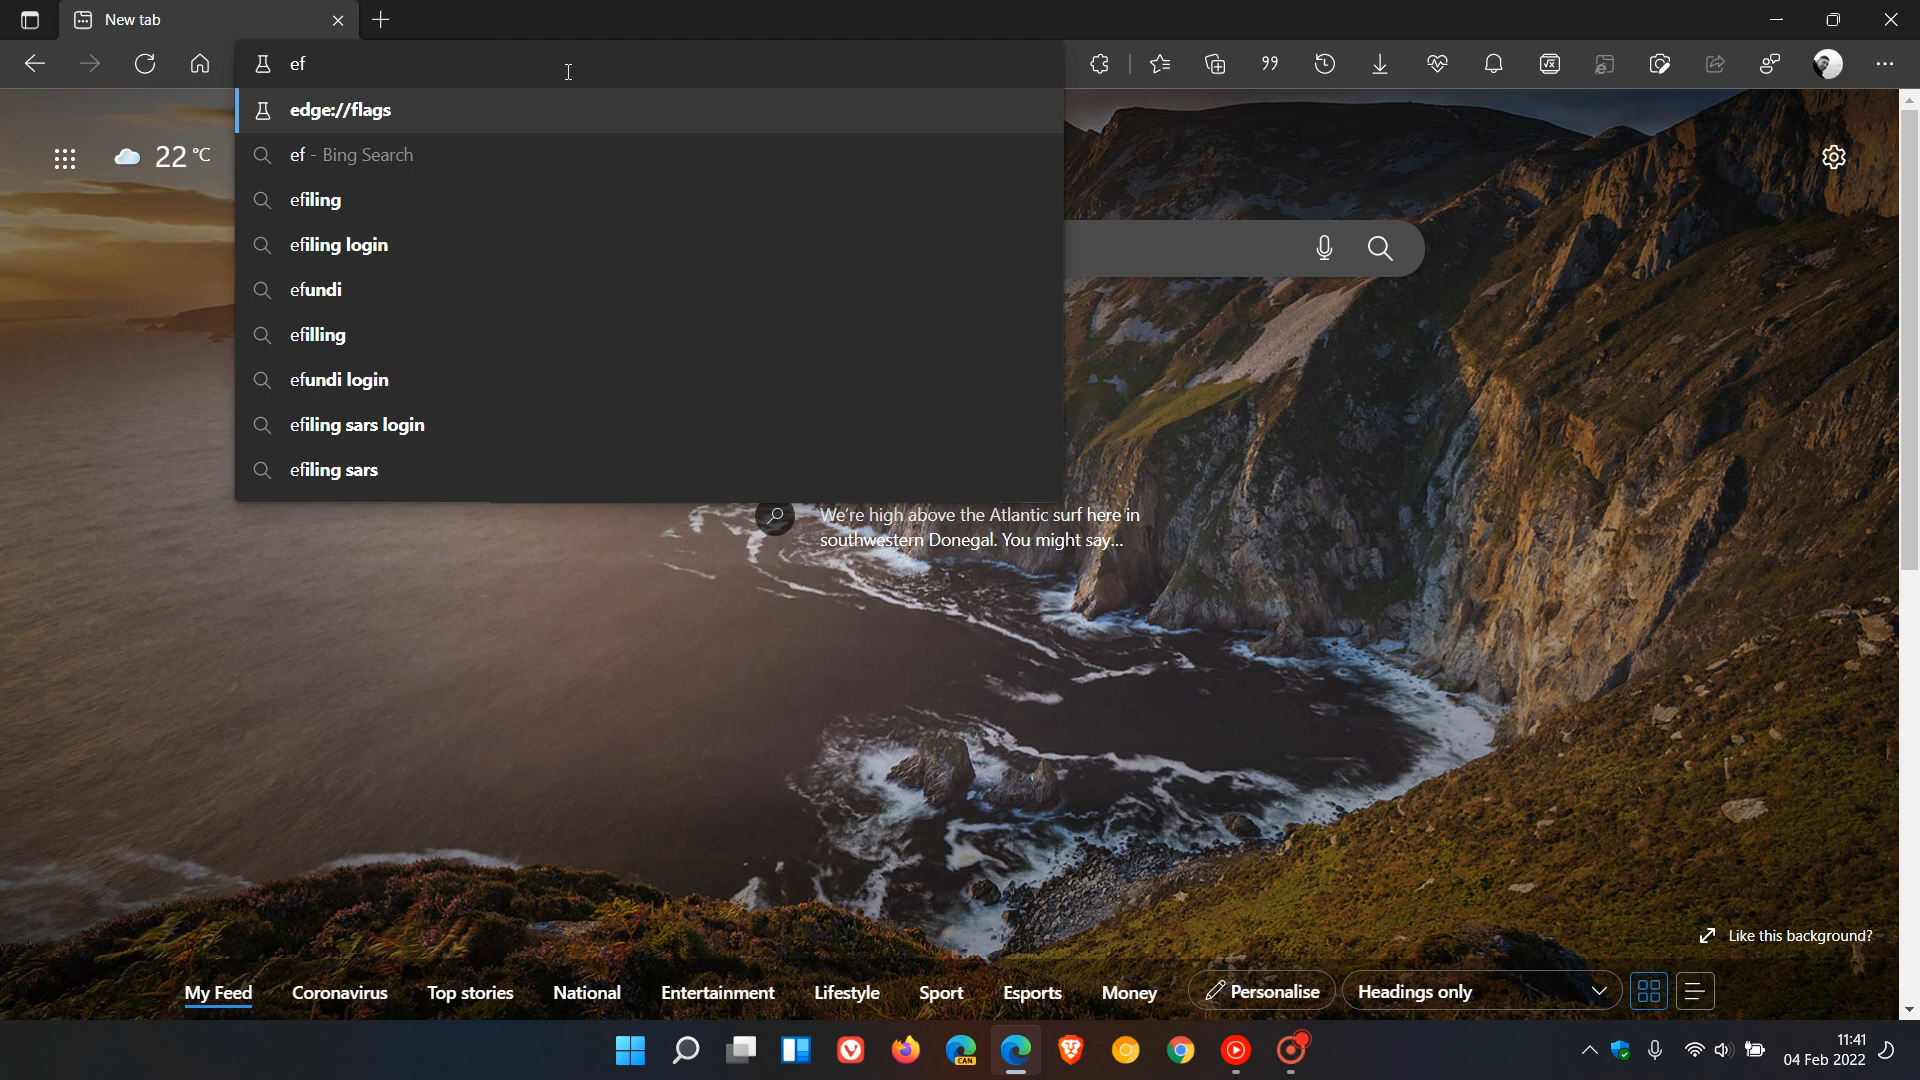 New tab
ef
edge://flags
ef - Bing Search
22 °C
efiling
efiling login
efundi
efilling
efundi login
efiling sars login
efiling sars
We're high above the Atlantic surf here in
southwestern Donegal. You might say...
Like this background?
My Feed Coronavirus Top stories National Entertainment Lifestyle Sport Esports Money Personalise Headings only
CAN
11:41
04 Feb 2022